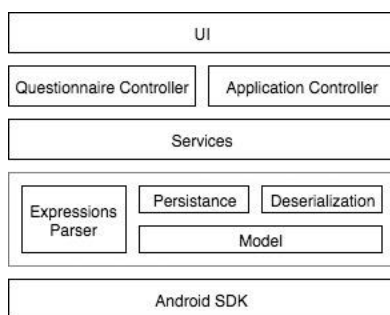 UI
Questionnaire Controller
Application Controller
Services
Expressions
Parser
Persistance
Deserialization
Model
Android SDK